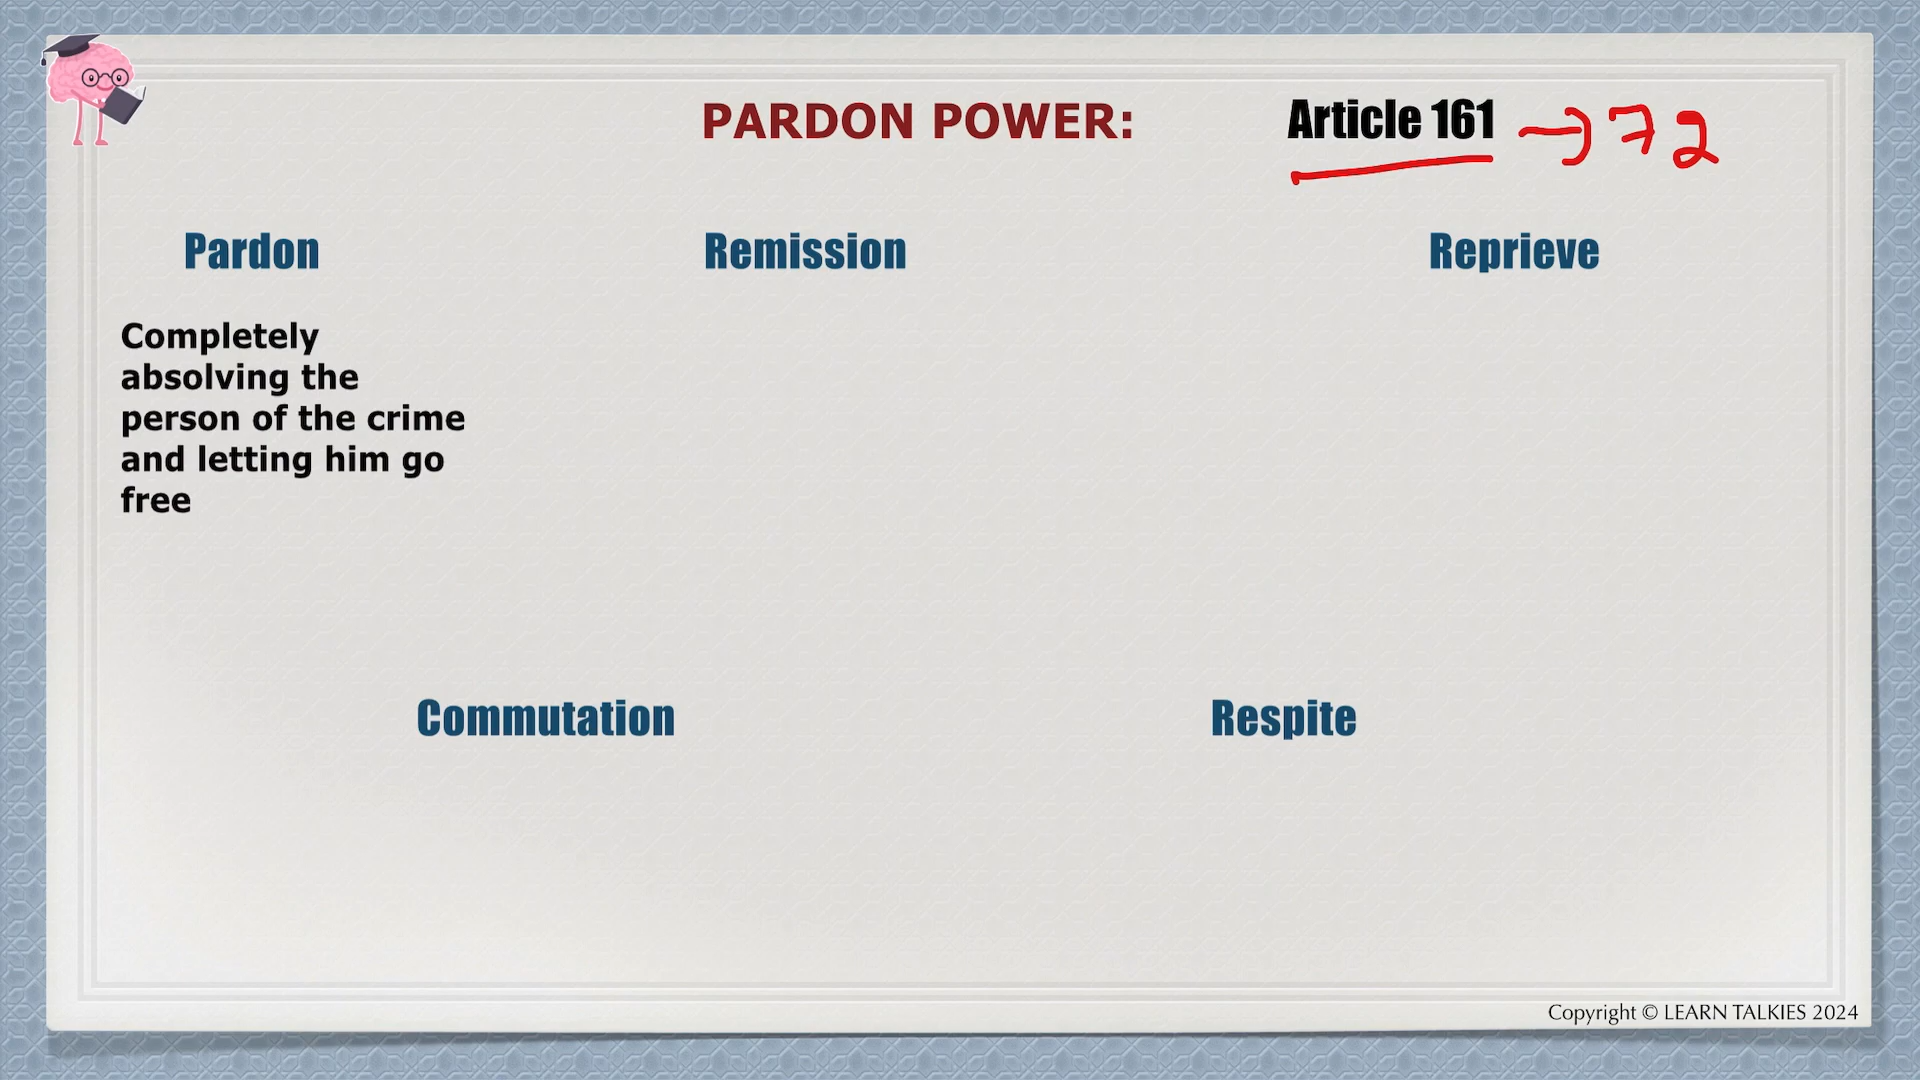 PARDON POWER: Article 161 → 72
Pardon Remission Reprieve
Completely
absolving the
person of the crime
and letting him go
free
Commutation Respite
Copyright © LEARN TALKIES 2024